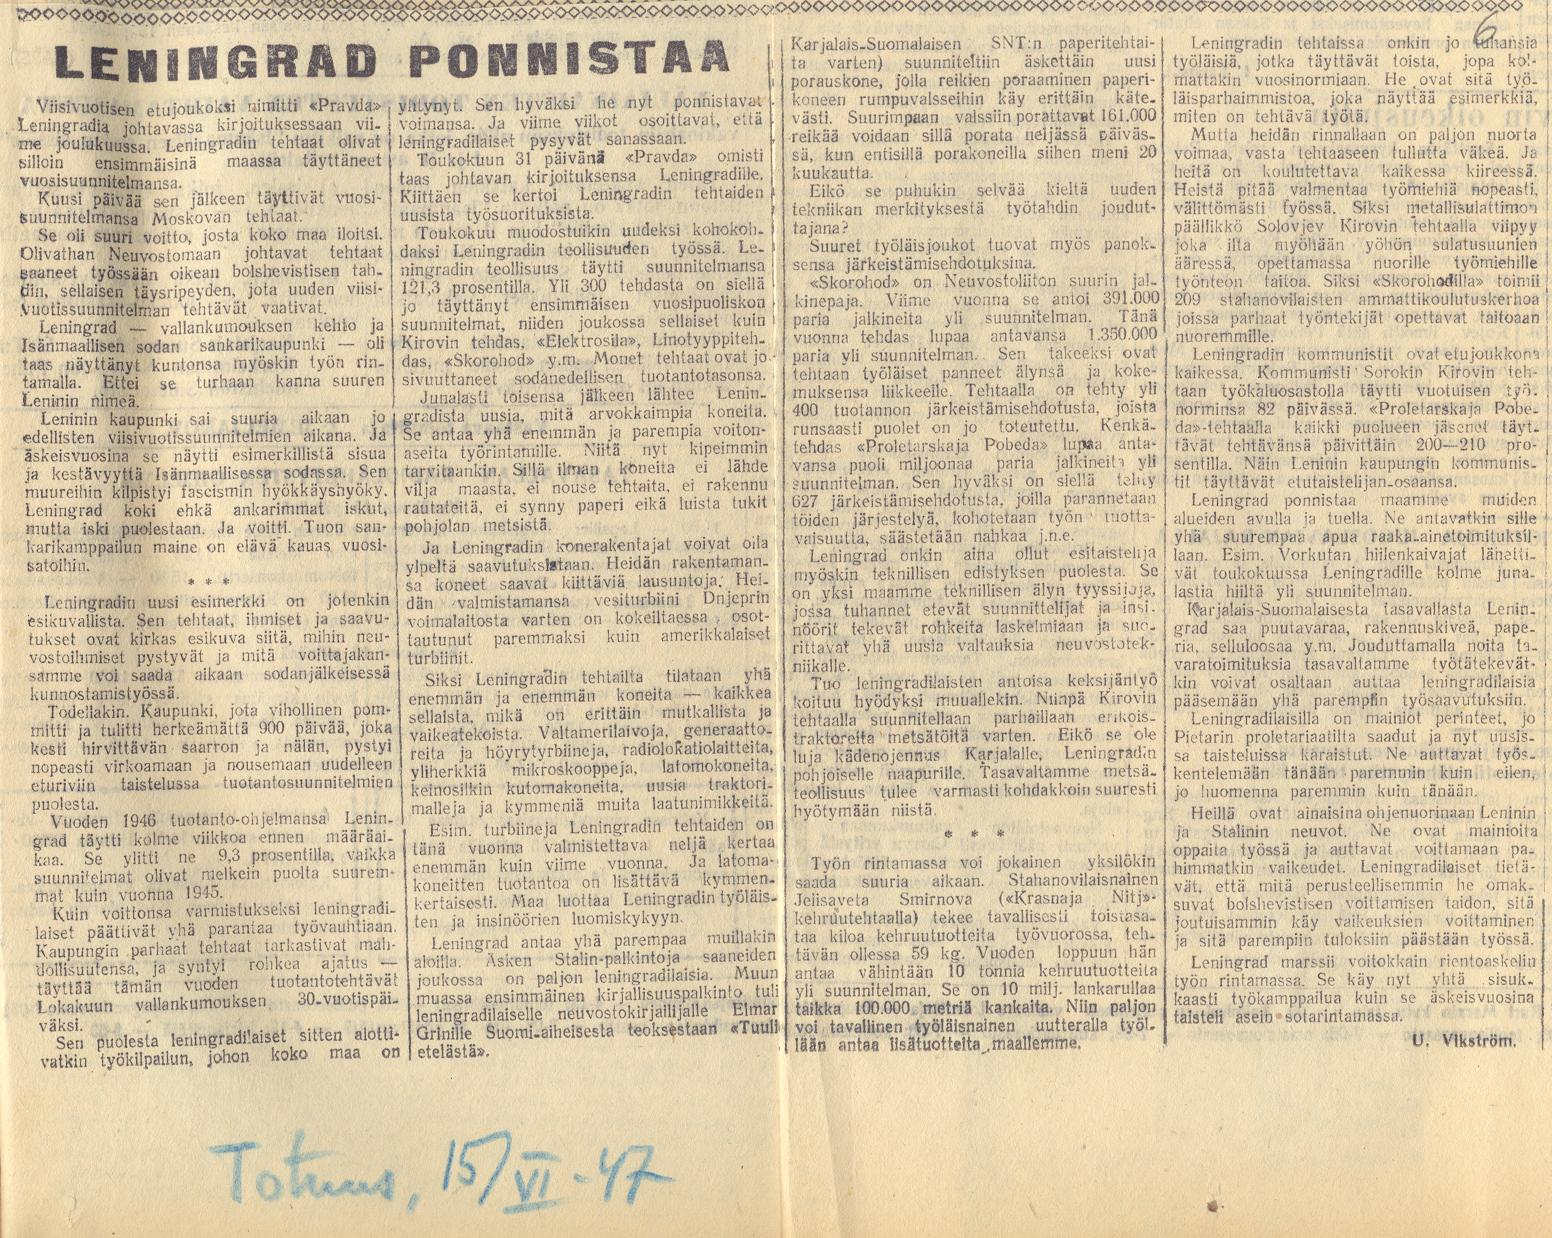 6
LENINGRAD PONNISTAA
Viisivuotisen etujoukoksi nimitti «Pravda»
Leningradia johtavassa kirjoituksessaan vii-
me joulukuussa. Leningradin tehtaat olivat
silloin ensimmäisinä maassa täyttäneet
vuosisuunnitelmansa.
Kuusi päivää sen jälkeen täyttivät vuosi-
suunnitelmansa Moskovan tehtaat.
Se oli suuri voitto, josta koko maa iloitsi.
Olivathan Neuvostomaan johtavat tehtaat
saaneet työssään oikean bolshevistisen tah-
din, sellaisen täysripeyden, jota uuden viisi-
vuotissuunnitelman tehtävät vaativat.
Leningrad — vallankumouksen kehto ja
Isänmaallisen sodan sankarikaupunki — oli
taas näyttänyt kuntonsa myöskin työn rin-
tamalla. Ettei se turhaan kanna suuren
Leninin nimeä.
Leninin kaupunki sai suuria aikaan jo
edellisten viisivuotissuunnitelmien aikana. Ja
äskeisvuosina se näytti esimerkillistä sisua
ja kestävyyttä Isänmaallisessa sodassa. Sen
muureihin kilpistyi fascismin hyökkäyshyöky.
Leningrad koki ehkä ankarimmat iskut,
mutta iski puolestaan. Ja voitti. Tuon san-
karikamppailun maine on elävä kauas vuosi-
satoihin.
* * *
Leningradin uusi esimerkki on jotenkin
esikuvallista. Sen tehtaat, ihmiset ja saavu-
tukset ovat kirkas esikuva siitä, mihin neu-
vostoihmiset pystyvät ja mitä voittajakan-
samme voi saada aikaan sodanjälkeisessä
kunnostamistyössä.
Todellakin. Kaupunki, jota vihollinen pom-
mitti ja tulitti herkeämättä 900 päivää, joka
kesti hirvittävän saarron ja nälän, pystyi
nopeasti virkoamaan ja nousemaan uudelleen
eturiviin taistelussa tuotantosuunnitelmien
puolesta.
Vuoden 1946 tuotanto-ohjelmansa Lenin-
grad täytti kolme viikkoa ennen määräai-
kaa. Se ylitti ne 9,3 prosentilla, vaikka
suunnitelmat olivat melkein puolta suurem-
mat kuin vuonna 1945.
Kuin voittonsa varmistukseksi leningradi-
laiset päättivät yhä parantaa työvauhtiaan.
Kaupungin parhaat tehtaat tarkastivat mah-
dollisuutensa, ja syntyi rohkea ajatus —
täyttää tämän vuoden tuotantotehtävät
Lokakuun vallankumouksen 30-vuotispäi-
väksi.
Sen puolesta leningradilaiset sitten alotti-
vatkin työkilpailun, johon koko maa on
yhtynyt. Sen hyväksi he nyt ponnistavat
voimansa. Ja viime viikot osoittavat, että
leningradilaiset pysyvät sanassaan.
Toukokuun 31 päivänä «Pravda» omisti
taas johtavan kirjoituksensa Leningradille.
Kiittäen se kertoi Leningradin tehtaiden
uusista työsuorituksista.
Toukokuu muodostuikin uudeksi kohokoh-
daksi Leningradin teollisuuden työssä. Le-
ningradin teollisuus täytti suunnitelmansa
121,3 prosentilla. Yli 300 tehdasta on siellä
jo täyttänyt ensimmäisen vuosipuoliskon
suunnitelmat, niiden joukossa sellaiset kuin
Kirovin tehdas, «Elektrosila», Linotyyppiteh-
das, «Skorohod» y.m. Monet tehtaat ovat jo
sivuuttaneet sodanedellisen tuotantotasonsa.
Junalasti toisensa jälkeen lähtee Lenin-
gradista uusia, mitä arvokkaimpia koneita.
Se antaa yhä enemmän ja parempia voiton-
aseita työrintamille. Niitä nyt kipeimmin
tarvitaankin. Sillä ilman koneita ei lähde
vilja maasta, ei nouse tehtaita, ei rakennu
rautateitä, ei synny paperi eikä luista tukit
pohjolan metsistä.
Ja Leningradin konerakentajat voivat olla
ylpeitä saavutuksistaan. Heidän rakentaman-
sa koneet saavat kiittäviä lausuntoja. Hei-
dän valmistamansa vesiturbiini Dnjeprin
voimalaitosta varten on kokeiltaessa osot-
tautunut paremmaksi kuin amerikkalaiset
turbiinit.
Siksi Leningradin tehtailta tilataan yhä
enemmän ja enemmän koneita — kaikkea
sellaista, mikä on erittäin mutkallista ja
vaikeatekoista. Valtamerilaivoja, generaatto-
reita ja höyrytyrbiineja, radiolokatiolaitteita,
yliherkkiä mikroskooppeja, latomokoneita,
keinosilkin kutomakoneita, uusia traktori-
malleja ja kymmeniä muita laatunimikkeitä.
Esim. turbiineja Leningradin tehtaiden on
tänä vuonna valmistettava neljä kertaa
enemmän kuin viime vuonna. Ja latoma-
koneitten tuotantoa on lisättävä kymmen-
kertaisesti. Maa luottaa Leningradin työläis-
ten ja insinöörien luomiskykyyn.
Leningrad antaa yhä parempaa muillakin
aloilla. Äsken Stalin-palkintoja saaneiden
joukossa on paljon leningradilaisia. Muun
muassa ensimmäinen kirjallisuuspalkinto tuli
leningradilaiselle neuvostokirjailijalle Elmar
Grinille Suomi-aiheisesta teoksestaan «Tuuli
etelästä».
Karjalais-Suomalaisen SNT:n paperitehtai-
ta varten) suunniteltiin äskettäin uusi
porauskone, jolla reikien poraaminen paperi-
koneen rumpuvalsseihin käy erittäin käte-
västi. Suurimpaan valssiin porattavat 161.000
reikää voidaan sillä porata neljässä päiväs-
sä, kun entisillä porakoneilla siihen meni 20
kuukautta.
Eikö se puhukin selvää kieltä uuden
tekniikan merkityksestä työtahdin joudut-
tajana?
Suuret työläisjoukot tuovat myös panok-
sensa järkeistämisehdotuksina.
«Skorohod» on Neuvostoliiton suurin jal-
kinepaja. Viime vuonna se antoi 391.000
paria jalkineita yli suunnitelman. Tänä
vuonna tehdas lupaa antavansa 1.350.000
paria yli suunnitelman. Sen takeeksi ovat
tehtaan työläiset panneet älynsä ja koke-
muksensa liikkeelle. Tehtaalla on tehty yli
400 tuotannon järkeistämisehdotusta, joista
runsaasti puolet on jo toteutettu. Kenkä-
tehdas «Proletarskaja Pobeda» lupaa anta-
vansa puoli miljoonaa paria jalkineita yli
suunnitelman. Sen hyväksi on siellä tehty
627 järkeistämisehdotusta, joilla parannetaan
töiden järjestelyä, kohotetaan työn tuotta-
vaisuutta, säästetään nahkaa j.n.e.
Leningrad onkin aina ollut esitaistelija
myöskin teknillisen edistyksen puolesta. Se
on yksi maamme teknillisen älyn tyyssijoja,
jossa tuhannet etevät suunnittelijat ja insi-
nöörit tekevät rohkeita laskelmiaan ja suo-
rittavat yhä uusia valtauksia neuvostotek-
niikalle.
Tuo leningradilaisten antoisa keksijäntyö
koituu hyödyksi muuallekin. Niinpä Kirovin
tehtaalla suunnitellaan parhaillaan erikois-
traktoreita metsätöitä varten. Eikö se ole
luja kädenojennus Karjalalle, Leningradin
pohjoiselle naapurille. Tasavaltamme metsä-
teollisuus tulee varmasti kohdakkoin suuresti
hyötymään niistä.
* * *
Työn rintamassa voi jokainen yksilökin
saada suuria aikaan. Stahanovilaisnainen
Jelisaveta Smirnova («Krasnaja Nitj»-
kehruutehtaalla) tekee tavallisesti toistasa-
taa kiloa kehruutuotteita työvuorossa, teh-
tävän ollessa 59 kg. Vuoden loppuun hän
antaa vähintään 10 tonnia kehruutuotteita
yli suunnitelman. Se on 10 milj. lankarullaa
taikka 100.000 metriä kankaita. Niin paljon
voi tavallinen työläisnainen uutteralla työl-
lään antaa lisätuotteita maallemme.
Leningradin tehtaissa onkin jo tuhansia
työläisiä, jotka täyttävät toista, jopa kol-
mattakin vuosinormiaan. He ovat sitä työ-
läisparhaimmistoa, joka näyttää esimerkkiä,
miten on tehtävä työtä.
Mutta heidän rinnallaan on paljon nuorta
voimaa, vasta tehtaaseen tullutta väkeä. Ja
heitä on koulutettava kaikessa kiireessä.
Heistä pitää valmentaa työmiehiä nopeasti,
välittömästi työssä. Siksi metallisulattimon
päällikkö Solovjev Kirovin tehtaalla viipyy
joka ilta myöhään yöhön sulatusuunien
ääressä, opettamassa nuorille työmiehille
työnteon taitoa. Siksi «Skorohodilla» toimii
209 stahanovilaisten ammattikoulutuskerhoa
joissa parhaat työntekijät opettavat taitoaan
nuoremmille.
Leningradin kommunistit ovat etujoukkona
kaikessa. Kommunisti Sorokin Kirovin teh-
taan työkaluosastolla täytti vuotuisen työ-
norminsa 82 päivässä. «Proletarskaja Pobe-
da»-tehtaalla kaikki puolueen jäsenet täyt-
tävät tehtävänsä päivittäin 200—210 pro-
sentilla. Näin Leninin kaupungin kommunis-
tit täyttävät etutaistelijan-osaansa.
Leningrad ponnistaa maamme muiden
alueiden avulla ja tuella. Ne antavatkin sille
yhä suurempaa apua raaka-ainetoimituksil-
laan. Esim. Vorkutan hiilenkaivajat lähetti-
vät toukokuussa Leningradille kolme juna-
lastia hiiltä yli suunnitelman.
Karjalais-Suomalaisesta tasavallasta Lenin-
grad saa puutavaraa, rakennuskiveä, pape-
ria, selluloosaa y.m. Jouduttamalla noita ta-
varatoimituksia tasavaltamme työtätekevät-
kin voivat osaltaan auttaa leningradilaisia
pääsemään yhä parempiin työsaavutuksiin.
Leningradilaisilla on mainiot perinteet, jo
Pietarin proletariaatilta saadut ja nyt uusis-
sa taisteluissa karaistut. Ne auttavat työs-
kentelemään tänään paremmin kuin eilen,
jo huomenna paremmin kuin tänään.
Heillä ovat ainaisina ohjenuorinaan Leninin
ja Stalinin neuvot. Ne ovat mainioita
oppaita työssä ja auttavat voittamaan pa-
himmatkin vaikeudet. Leningradilaiset tietä-
vät, että mitä perusteellisemmin he omak-
suvat bolshevistisen voittamisen taidon, sitä
joutuisammin käy vaikeuksien voittaminen
ja sitä parempiin tuloksiin päästään työssä.
Leningrad marssii voitokkain rientoaskelin
työn rintamassa. Se käy nyt yhtä sisuk-
kaasti työkamppailua kuin se äskeisvuosina
taisteli asein sotarintamassa.
U. Vikström.
Totuus, 15/VI-47